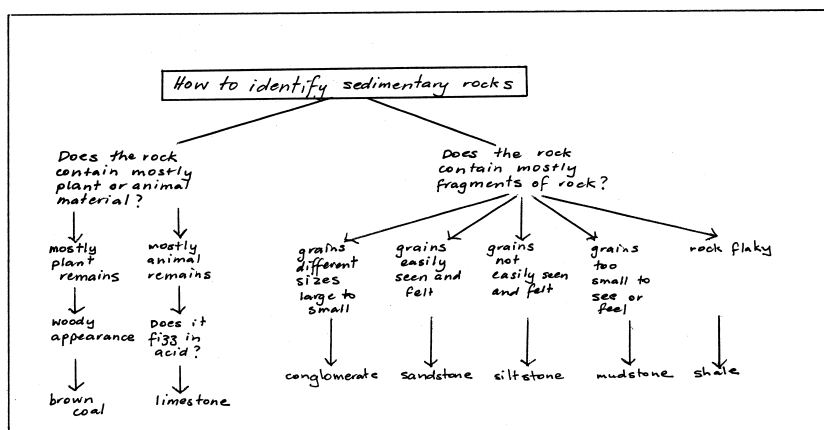 How to identify sedimentary rocks
Does the rock
contain mostly
plant or animal
material?
mostly
plant
remains
woody
appearance
brown
coal
mostly
animal
remains
Does it
fizz in
acid?
limestone
Does the rock
contain mostly
fragments of rock?
grains
different
sizes
large to
small
conglomerate
grains
easily
seen and
felt
sandstone
grains
not
easily seen
and felt
siltstone
grains
too
small to
see or
feel
mudstone
rock flaky
shale